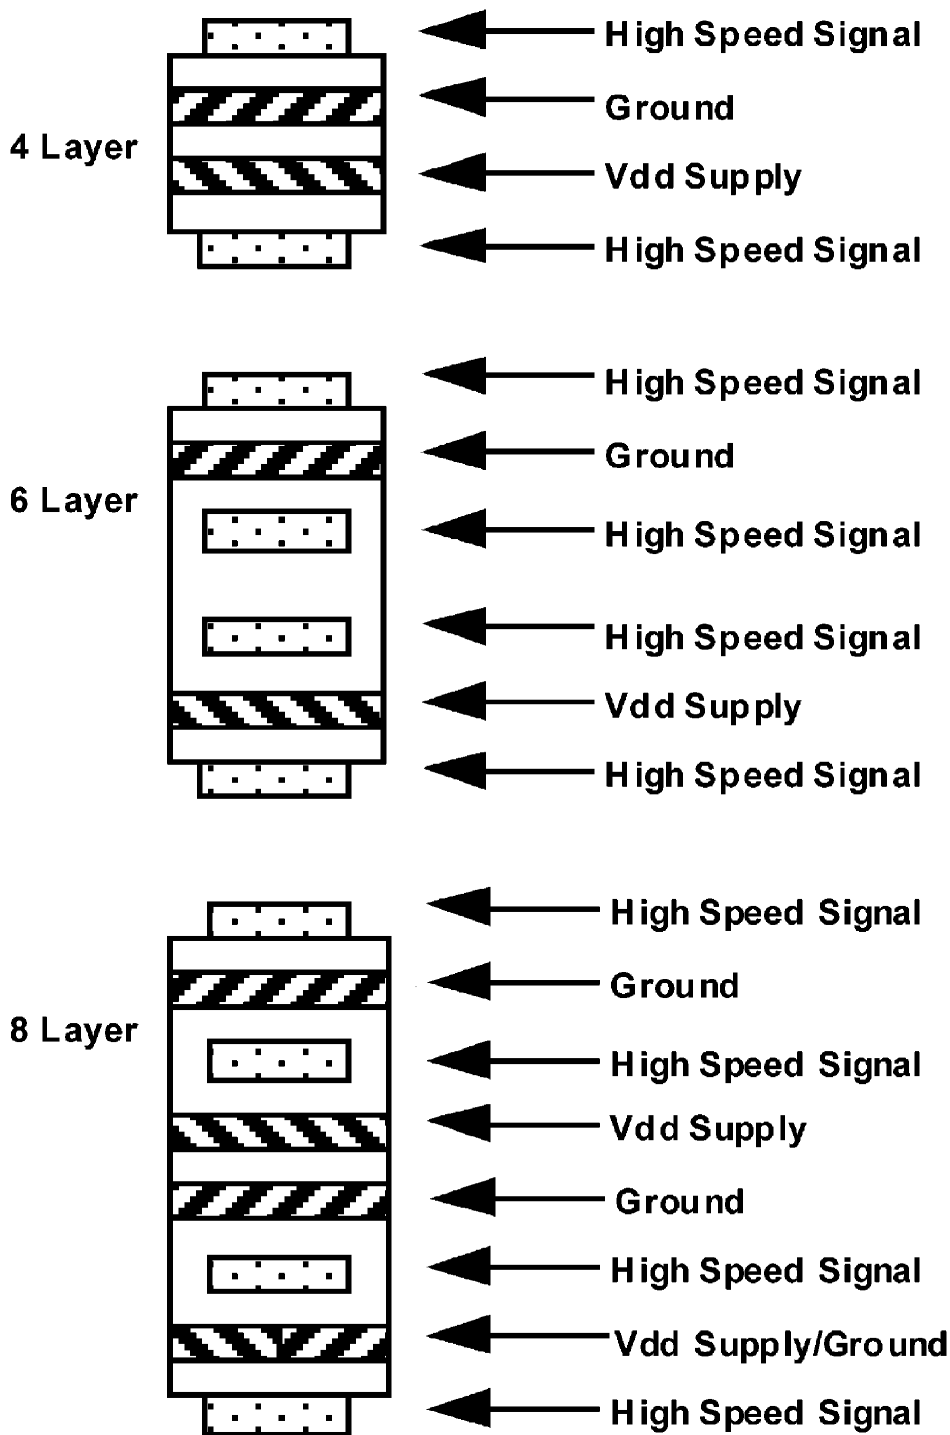 High Speed Signal
Ground
4 Layer
Vdd Supply
High Speed Signal
High Speed Signal
Ground
6 Layer
High Speed Signal
High Speed Signal
Vdd Supply
High Speed Signal
High Speed Signal
Ground
8 Layer
High Speed Signal
Vdd Supply
Ground
High Speed Signal
Vdd Supply/Ground
High Speed Signal